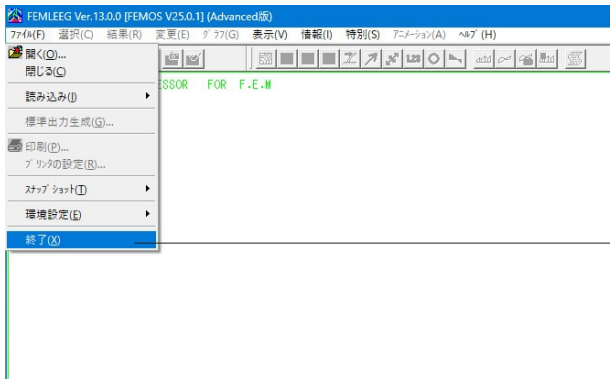 FEMLEEG Ver.13.0.0 [FEMOS V25.0.1] (Advanced版)
ファイル(F) 選択(C) 結果(R) 変更(E) グラフ(G) 表示(V) 情報(I) 特別(S) アニメーション(A) ヘルプ(H)
開く(O)...
閉じる(C)
ESSOR FOR F.E.M
読み込み(I)
標準出力生成(G)...
印刷(P)...
プリンタの設定(R)...
スナップショット(T)
環境設定(E)
終了(X)
123